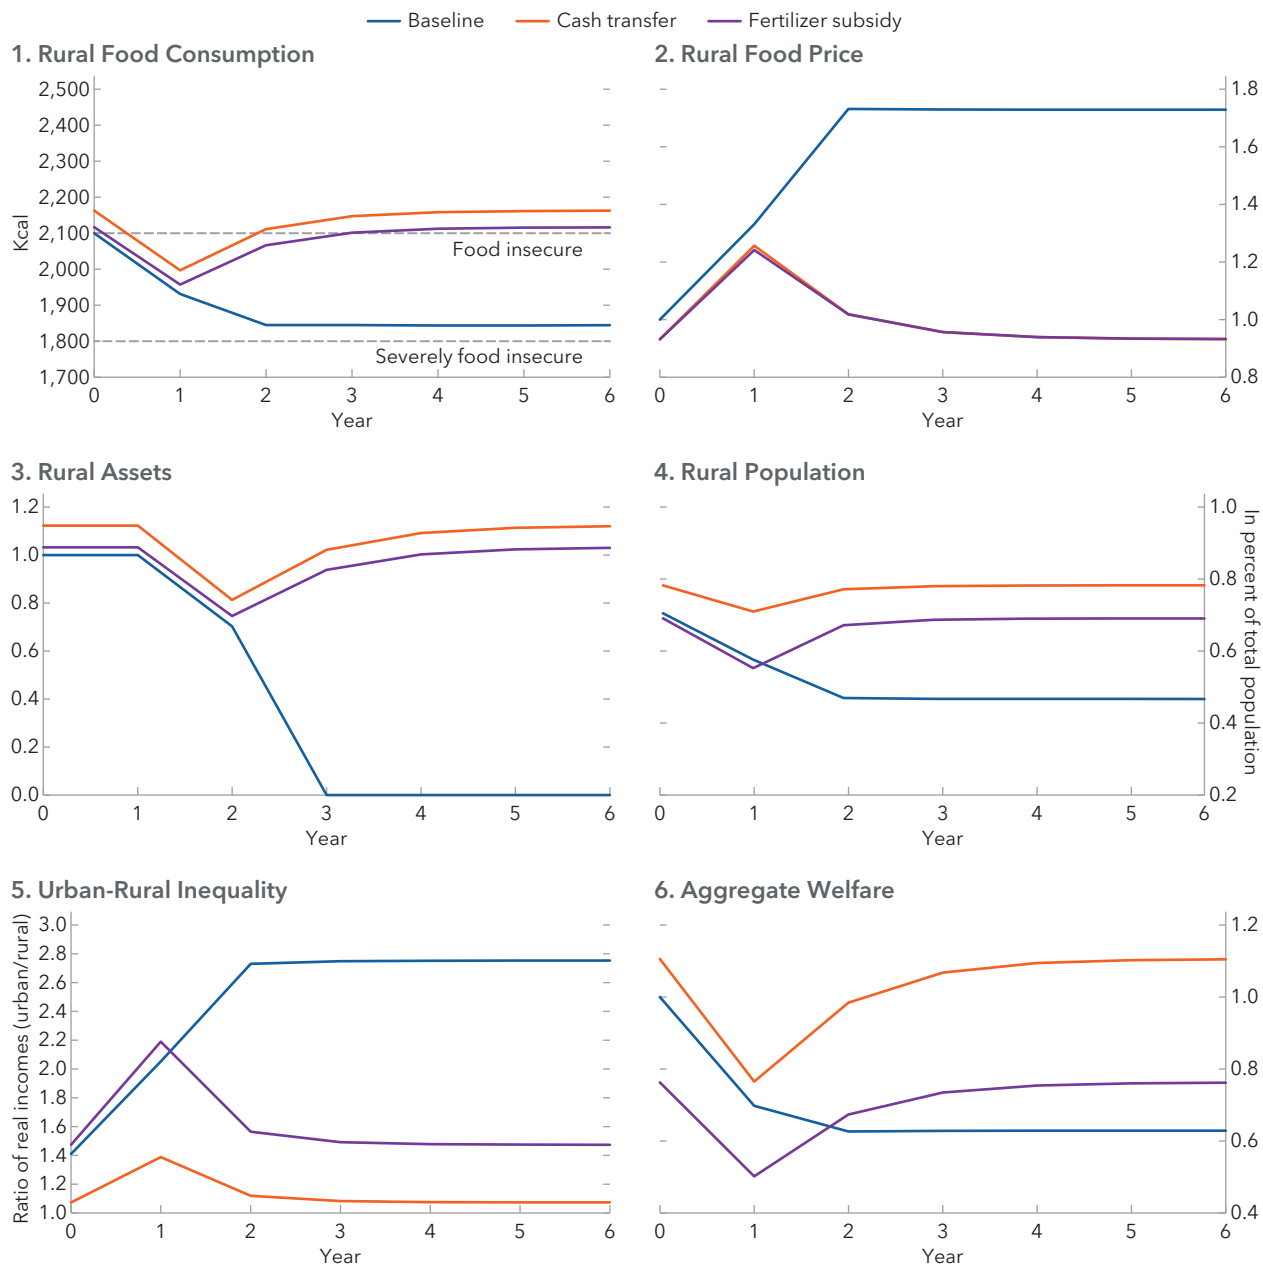 Baseline Cash transfer Fertilizer subsidy
1. Rural Food Consumption
Kcal
2,500
2,400
2,300
2,200
2,100
2,000
1,900
1,800
1,700
Food insecure
Severely food insecure
0 1 2 3 4 5 6
Year
2. Rural Food Price
1.8
1.6
1.4
1.2
1.0
0.8
0 1 2 3 4 5 6
Year
3. Rural Assets
1.2
1.0
0.8
0.6
0.4
0.2
0.0
0 1 2 3 4 5 6
Year
4. Rural Population
1.0
0.8
0.6
0.4
0.2
In percent of total population
0 1 2 3 4 5 6
Year
5. Urban-Rural Inequality
Ratio of real incomes (urban/rural)
3.0
2.8
2.6
2.4
2.2
2.0
1.8
1.6
1.4
1.2
1.0
0 1 2 3 4 5 6
Year
6. Aggregate Welfare
1.2
1.0
0.8
0.6
0.4
0 1 2 3 4 5 6
Year